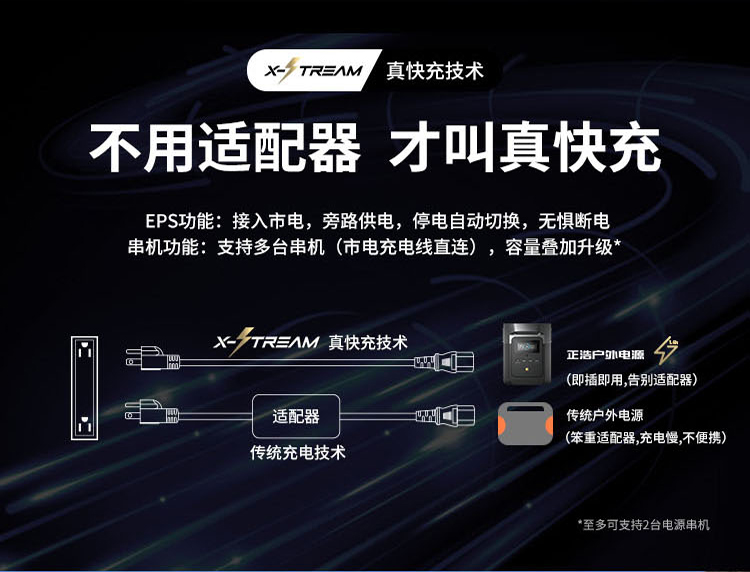 X-STREAM 真快充技术
不用适配器 才叫真快充
EPS功能：接入市电，旁路供电，停电自动切换，无惧断电
串机功能：支持多台串机（市电充电线直连），容量叠加升级*
X-STREAM 真快充技术
正浩户外电源
（即插即用,告别适配器）
适配器
传统充电技术
传统户外电源
（笨重适配器,充电慢,不便携）
*至多可支持2台电源串机